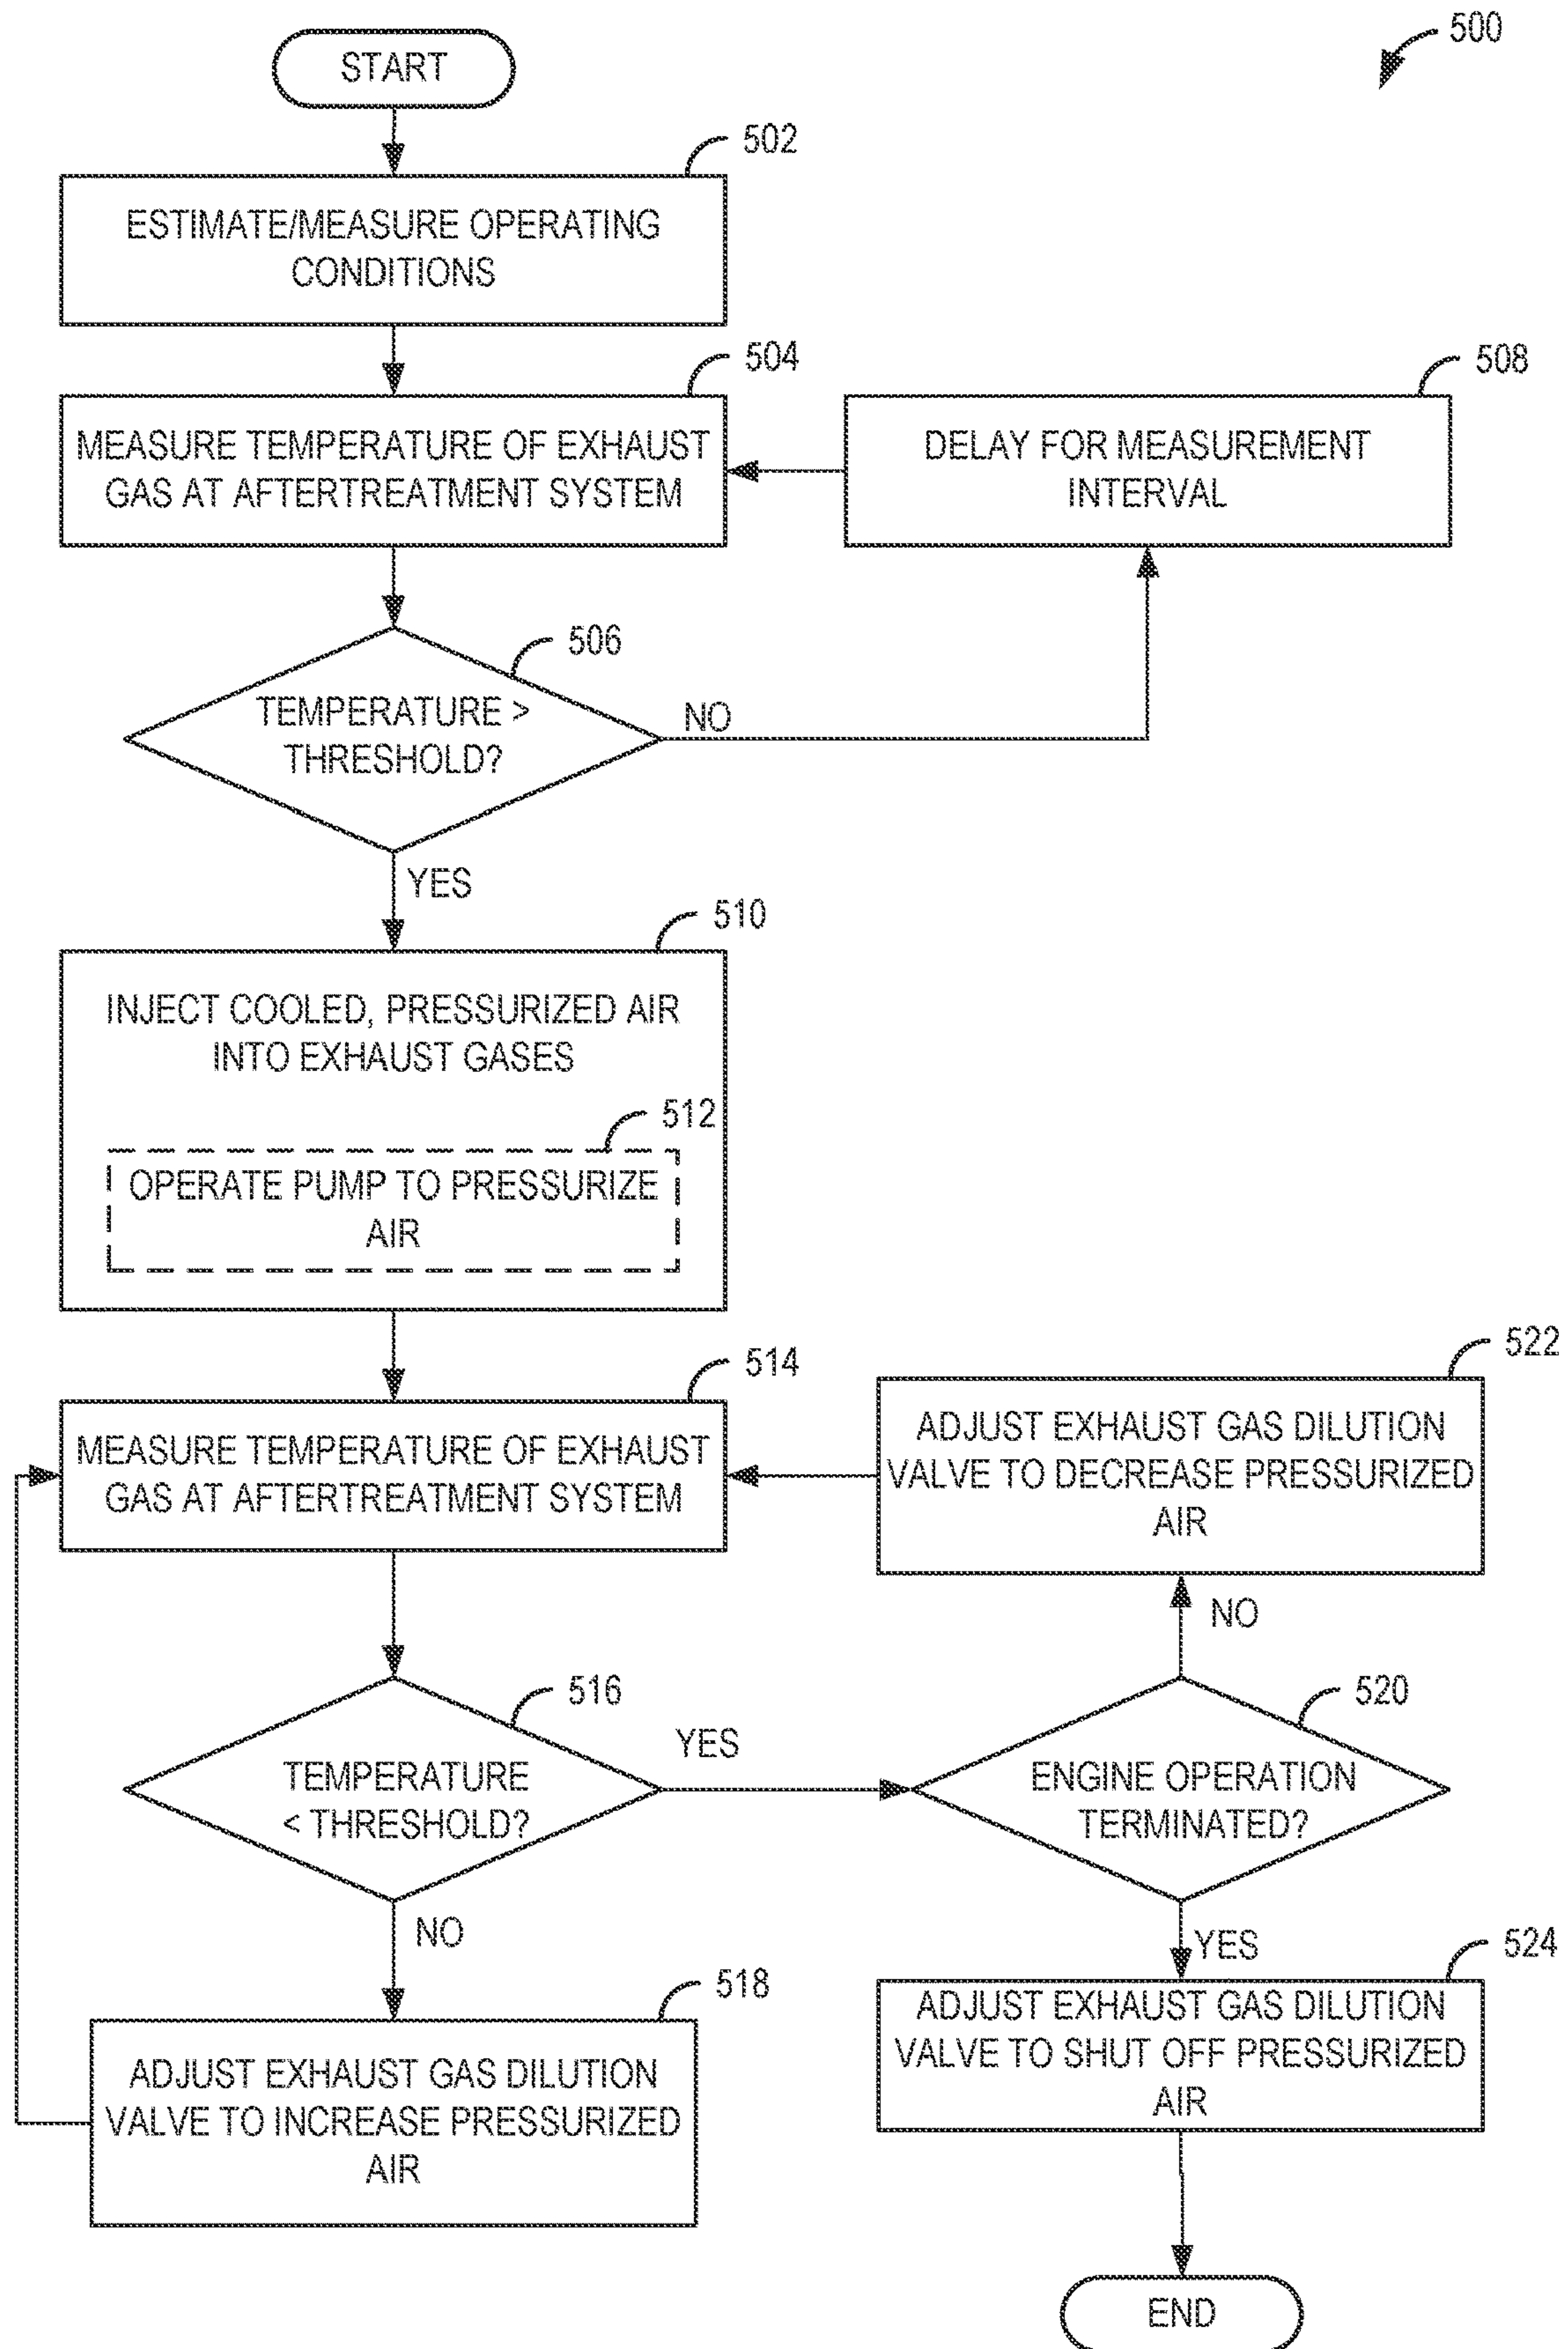 500
START
502
ESTIMATE/MEASURE OPERATING
CONDITIONS
504
MEASURE TEMPERATURE OF EXHAUST
GAS AT AFTERTREATMENT SYSTEM
508
DELAY FOR MEASUREMENT
INTERVAL
506
TEMPERATURE >
THRESHOLD?
NO
YES
510
INJECT COOLED, PRESSURIZED AIR
INTO EXHAUST GASES
512
OPERATE PUMP TO PRESSURIZE
AIR
514
MEASURE TEMPERATURE OF EXHAUST
GAS AT AFTERTREATMENT SYSTEM
522
ADJUST EXHAUST GAS DILUTION
VALVE TO DECREASE PRESSURIZED
AIR
NO
516
TEMPERATURE
< THRESHOLD?
YES
520
ENGINE OPERATION
TERMINATED?
NO
YES
518
ADJUST EXHAUST GAS DILUTION
VALVE TO INCREASE PRESSURIZED
AIR
524
ADJUST EXHAUST GAS DILUTION
VALVE TO SHUT OFF PRESSURIZED
AIR
END